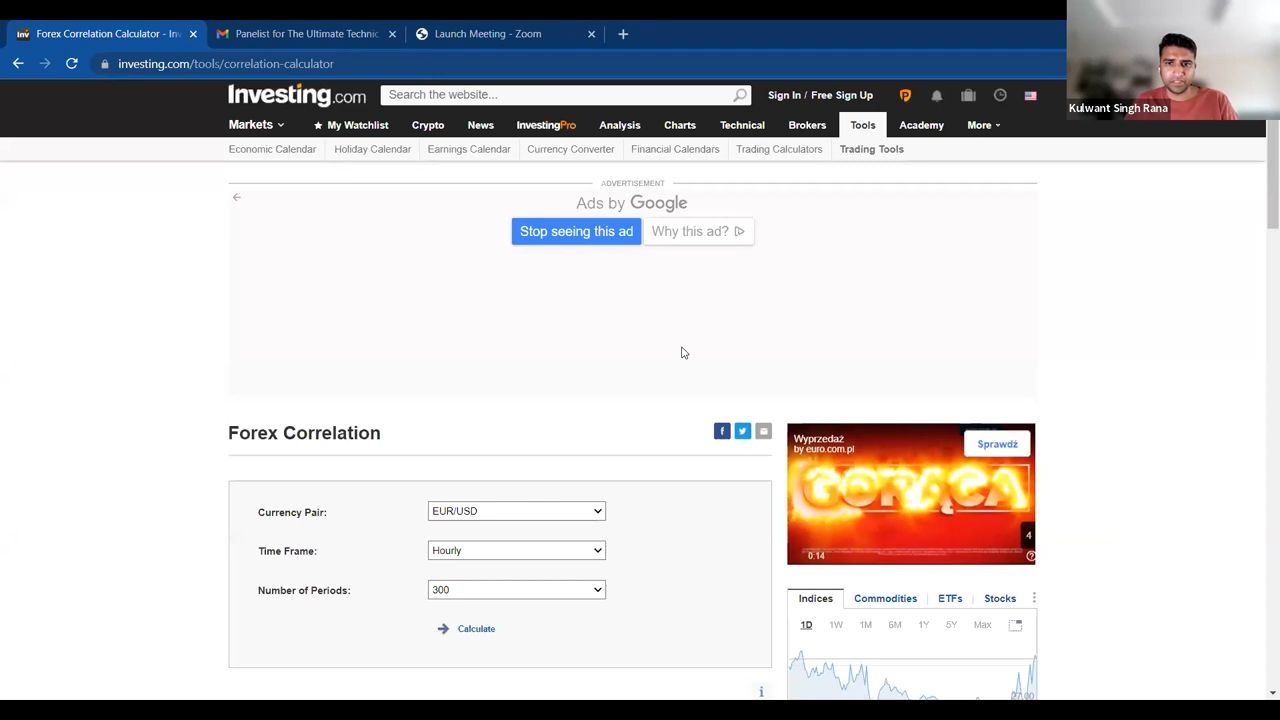 Forex Correlation Calculator - Inv
Panelist for The Ultimate Technic
Launch Meeting - Zoom
investing.com/tools/correlation-calculator
Kulwant Singh Rana
Investing.com
Search the website...
Sign In / Free Sign Up
Markets
My Watchlist
Crypto
News
InvestingPro
Analysis
Charts
Technical
Brokers
Tools
Academy
More
Economic Calendar
Holiday Calendar
Earnings Calendar
Currency Converter
Financial Calendars
Trading Calculators
Trading Tools
ADVERTISEMENT
Ads by Google
Stop seeing this ad
Why this ad?
Forex Correlation
Currency Pair:
EUR/USD
Time Frame:
Hourly
Number of Periods:
300
Calculate
Wyprzedaż
by euro.com.pl
Sprawdź
GORĄCA
4
0:14
Indices
Commodities
ETFs
Stocks
1D
1W
1M
6M
1Y
5Y
Max